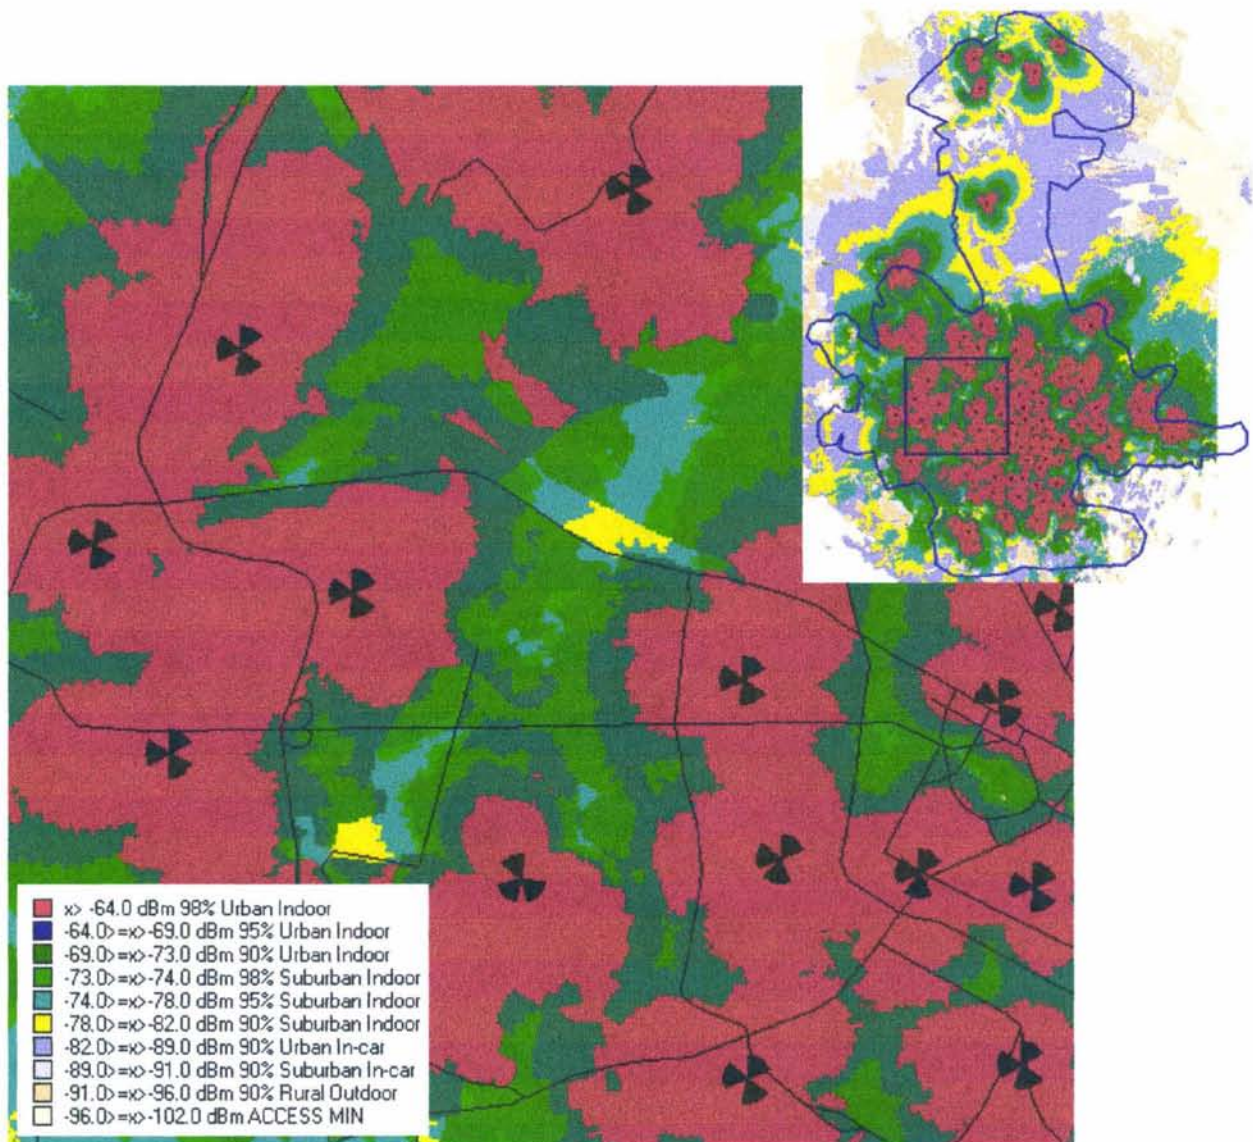 x> -64.0 dBm 98% Urban Indoor
-64.0>=x>-69.0 dBm 95% Urban Indoor
-69.0>=x>-73.0 dBm 90% Urban Indoor
-73.0>=x>-74.0 dBm 98% Suburban Indoor
-74.0>=x>-78.0 dBm 95% Suburban Indoor
-78.0>=x>-82.0 dBm 90% Suburban Indoor
-82.0>=x>-89.0 dBm 90% Urban In-car
-89.0>=x>-91.0 dBm 90% Suburban In-car
-91.0>=x>-96.0 dBm 90% Rural Outdoor
-96.0>=x>-102.0 dBm ACCESS MIN